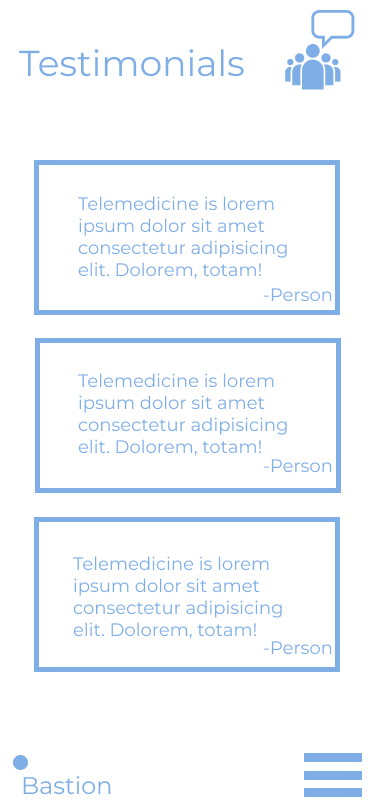 Testimonials
Telemedicine is lorem
ipsum dolor sit amet
consectetur adipisicing
elit. Dolorem, totam!
-Person
Telemedicine is lorem
ipsum dolor sit amet
consectetur adipisicing
elit. Dolorem, totam!
-Person
Telemedicine is lorem
ipsum dolor sit amet
consectetur adipisicing
elit. Dolorem, totam!
-Person
Bastion